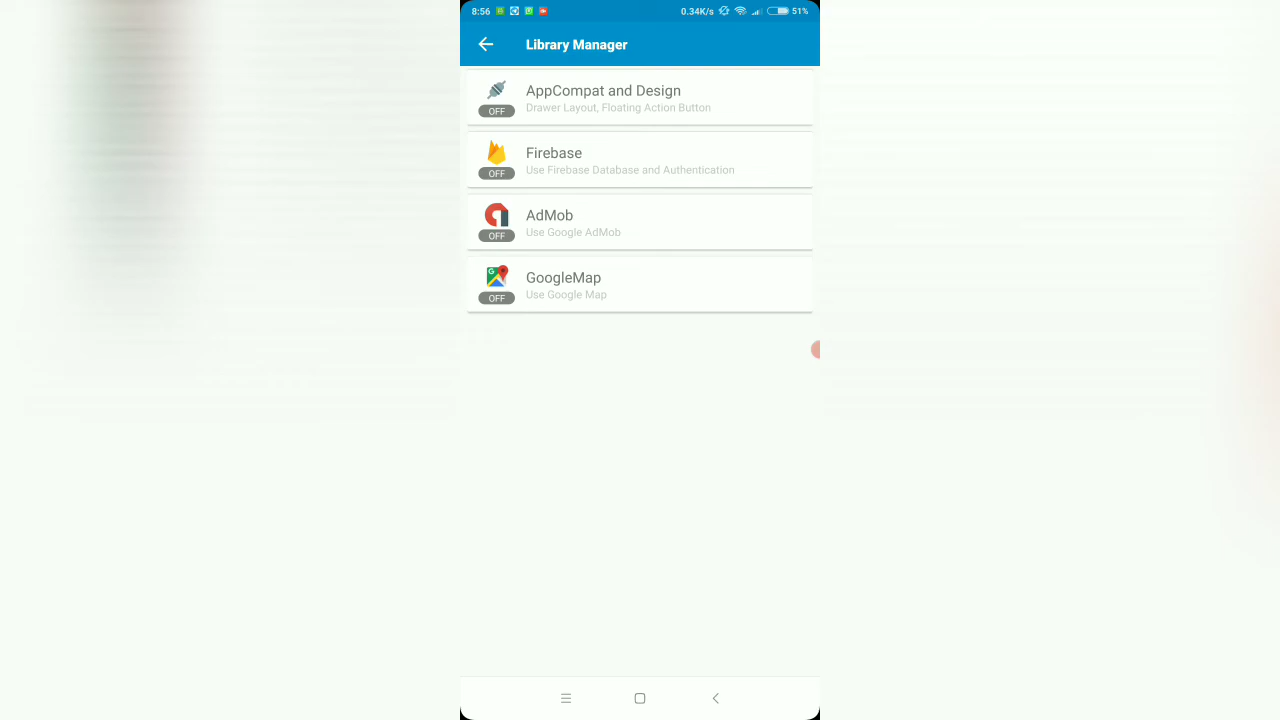 8:56 0.34K/s 51%
Library Manager
AppCompat and Design
Drawer Layout, Floating Action Button
OFF
Firebase
Use Firebase Database and Authentication
OFF
AdMob
Use Google AdMob
OFF
GoogleMap
Use Google Map
OFF